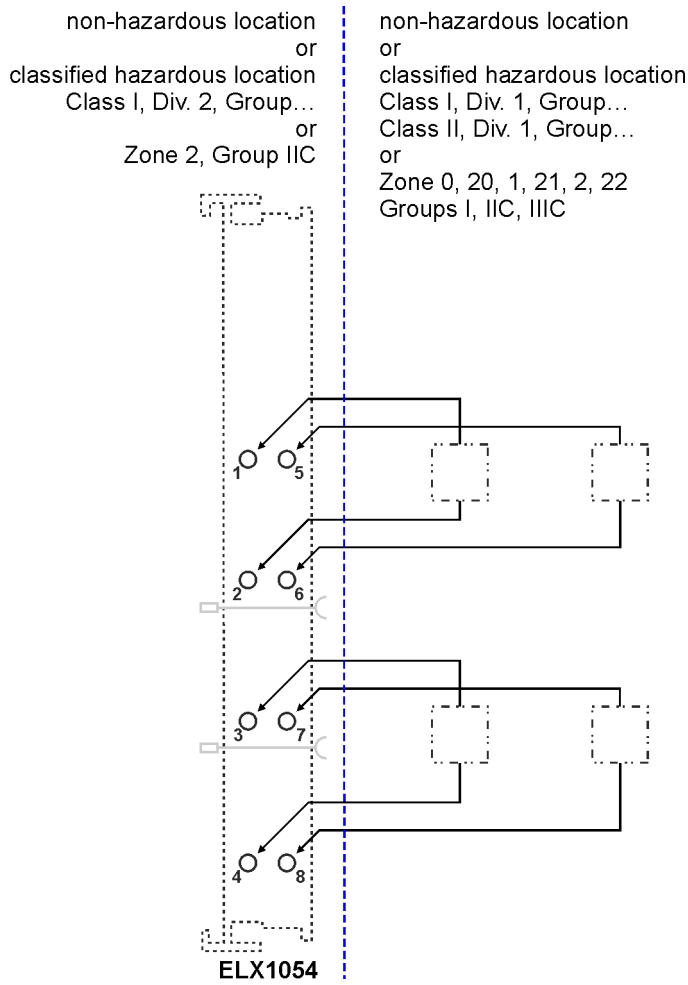 non-hazardous location
or
classified hazardous location
Class I, Div. 2, Group…
or
Zone 2, Group IIC
non-hazardous location
or
classified hazardous location
Class I, Div. 1, Group…
Class II, Div. 1, Group…
or
Zone 0, 20, 1, 21, 2, 22
Groups I, IIC, IIIC
1 5
2 6
3 7
4 8
ELX1054